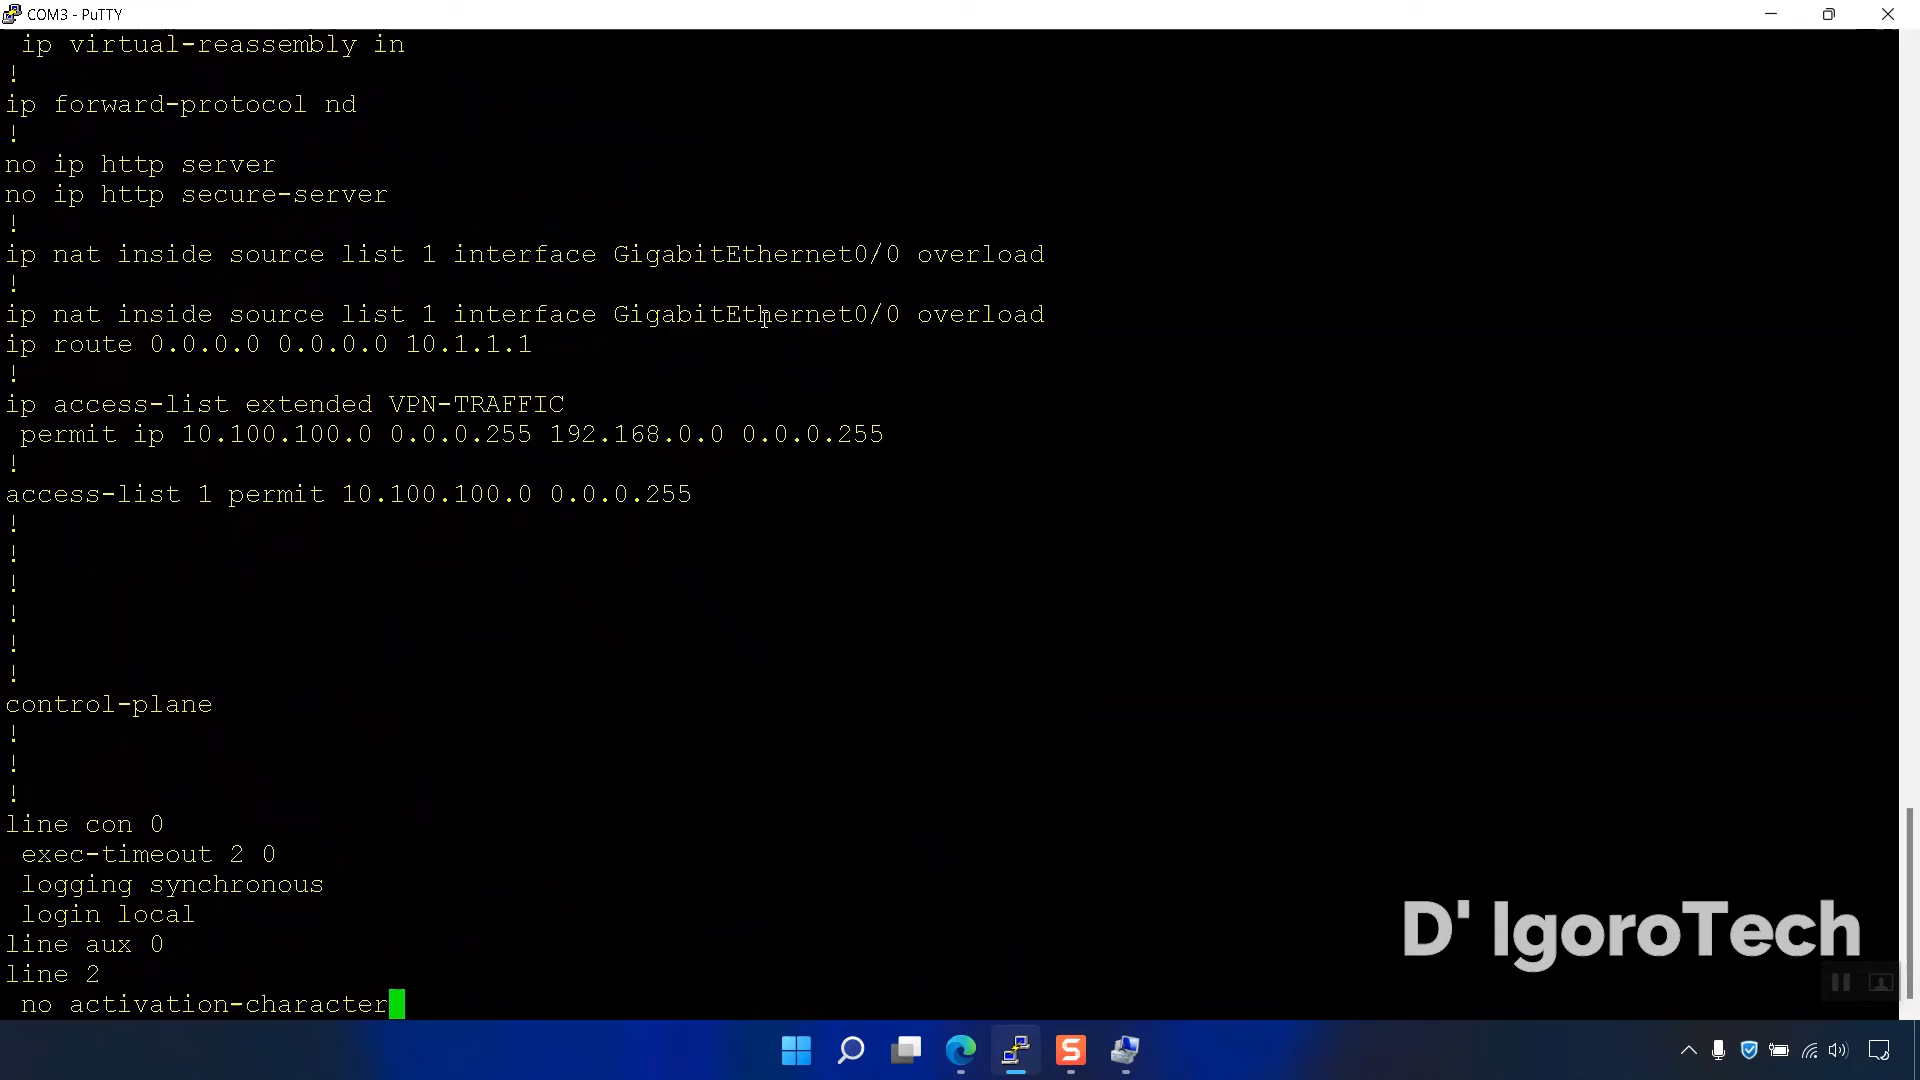 COM3 - PuTTY
ip virtual-reassembly in
!
ip forward-protocol nd
!
no ip http server
no ip http secure-server
!
ip nat inside source list 1 interface GigabitEthernet0/0 overload
!
ip nat inside source list 1 interface GigabitEthernet0/0 overload
ip route 0.0.0.0 0.0.0.0 10.1.1.1
!
ip access-list extended VPN-TRAFFIC
permit ip 10.100.100.0 0.0.0.255 192.168.0.0 0.0.0.255
!
access-list 1 permit 10.100.100.0 0.0.0.255
!
!
!
!
!
!
control-plane
!
!
!
line con 0
exec-timeout 2 0
logging synchronous
login local
line aux 0
line 2
no activation-character
D' IgoroTech
S